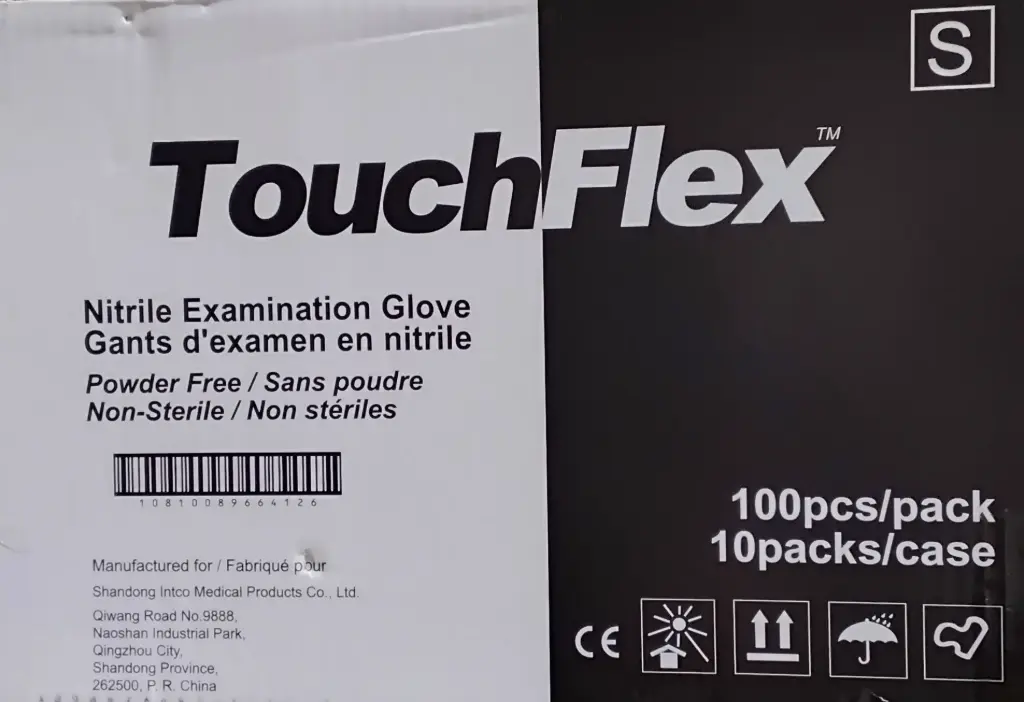 S
TouchFlex™
Nitrile Examination Glove
Gants d'examen en nitrile
Powder Free / Sans poudre
Non-Sterile / Non stériles
10810089664126
100pcs/pack
10packs/case
Manufactured for / Fabriqué pour
Shandong Intco Medical Products Co., Ltd.
Qiwang Road No.9888,
Naoshan Industrial Park,
Qingzhou City,
Shandong Province,
262500, P. R. China
CE